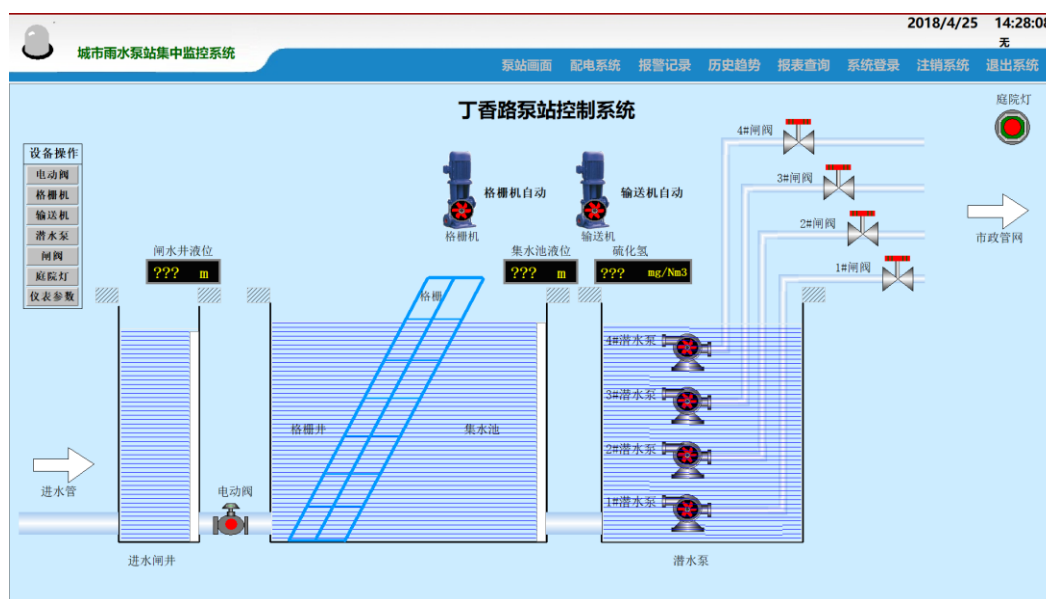 2018/4/25 14:28:08
无
城市雨水泵站集中监控系统
泵站画面 配电系统 报警记录 历史趋势 报表查询 系统登录 注销系统 退出系统
丁香路泵站控制系统
庭院灯
4#闸阀
设备操作
电动阀
格栅机
输送机
潜水泵
闸阀
庭院灯
仪表参数
3#闸阀
格栅机自动
输送机自动
2#闸阀
市政管网
格栅机
输送机
闸水井液位
集水池液位
硫化氢
1#闸阀
??? m
??? m
??? mg/Nm3
格栅
4#潜水泵
3#潜水泵
格栅井
集水池
2#潜水泵
进水管
电动阀
1#潜水泵
进水闸井
潜水泵